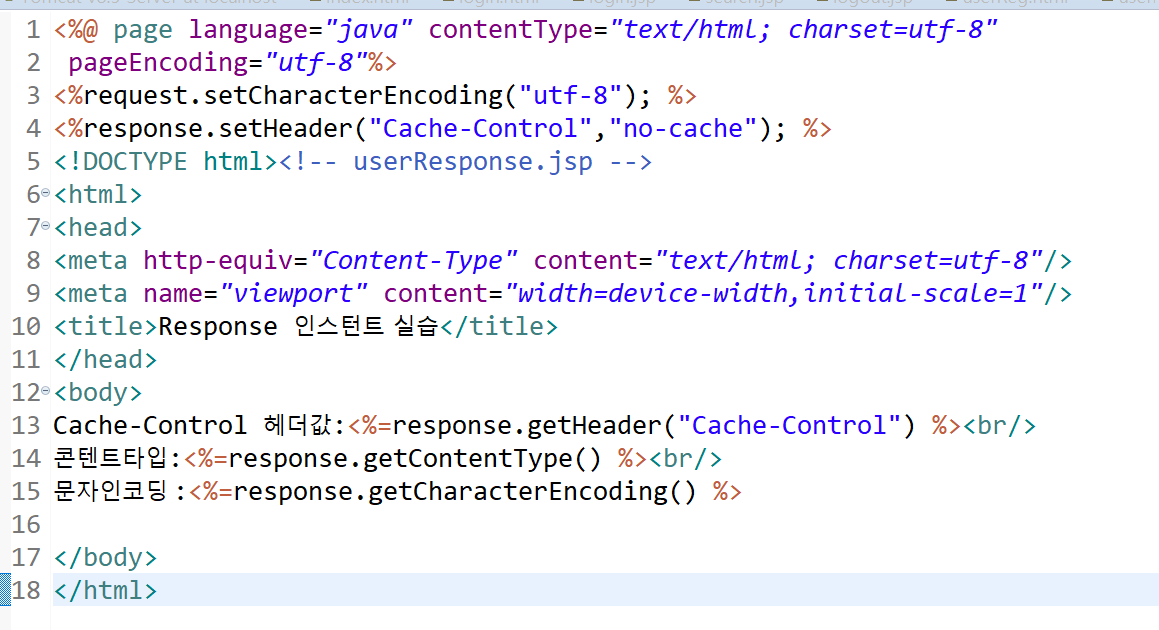 1 <%@ page language="java" contentType="text/html; charset=utf-8"
2 pageEncoding="utf-8"%>
3 <%request.setCharacterEncoding("utf-8"); %>
4 <%response.setHeader("Cache-Control","no-cache"); %>
5 <!DOCTYPE html><!-- userResponse.jsp -->
6 <html>
7 <head>
8 <meta http-equiv="Content-Type" content="text/html; charset=utf-8"/>
9 <meta name="viewport" content="width=device-width,initial-scale=1"/>
10 <title>Response 인스턴트 실습</title>
11 </head>
12 <body>
13 Cache-Control 헤더값:<%=response.getHeader("Cache-Control") %><br/>
14 콘텐트타입:<%=response.getContentType() %><br/>
15 문자인코딩:<%=response.getCharacterEncoding() %>
16
17 </body>
18 </html>